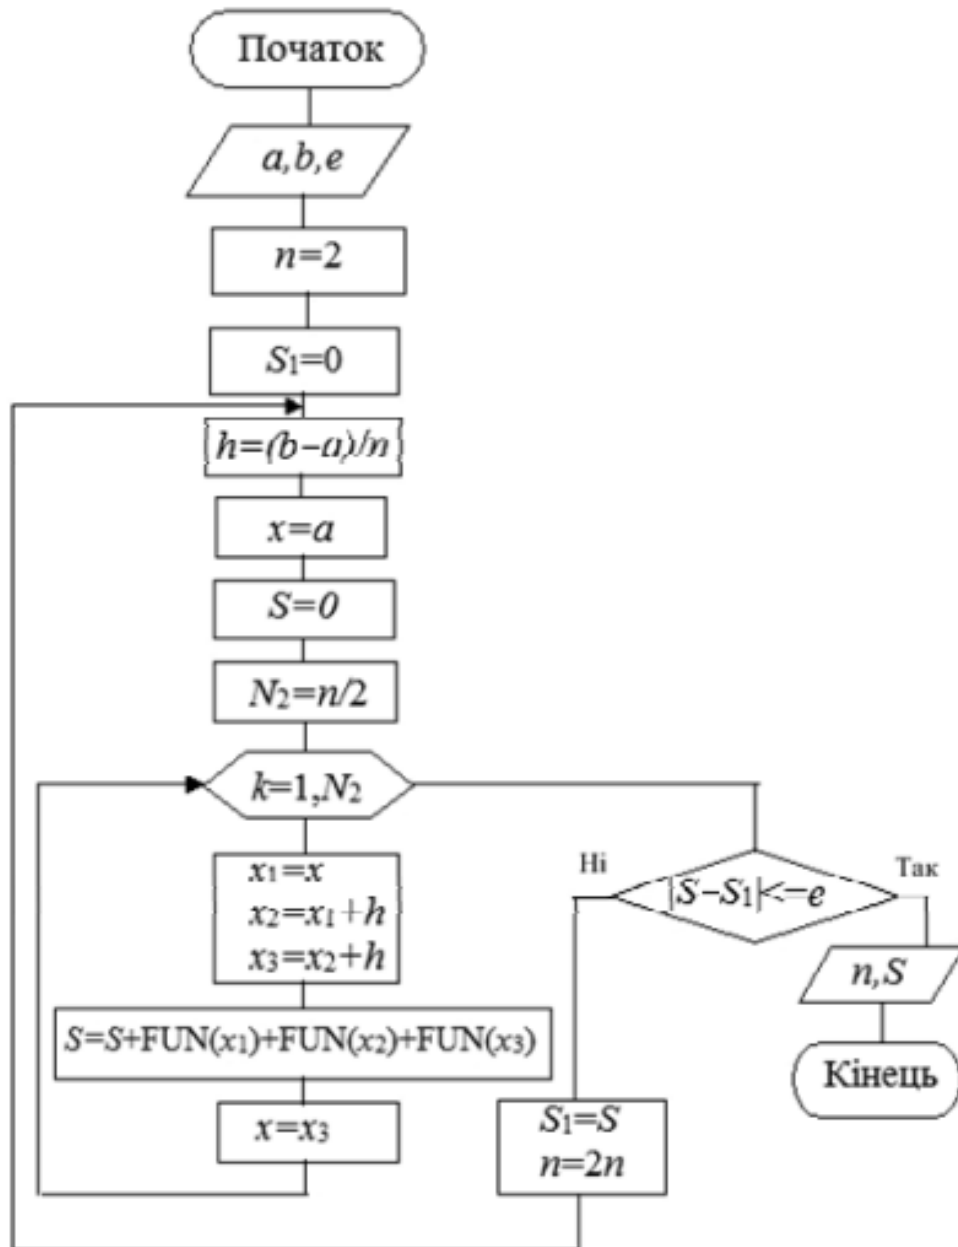 Початок
a,b,e
n=2
S₁=0
h=(b−a)/n
x=a
S=0
N₂=n/2
k=1,N₂
x₁=x
x₂=x₁+h
x₃=x₂+h
S=S+FUN(x₁)+FUN(x₂)+FUN(x₃)
x=x₃
Ні
|S−S₁|<=e
Так
S₁=S
n=2n
n,S
Кінець